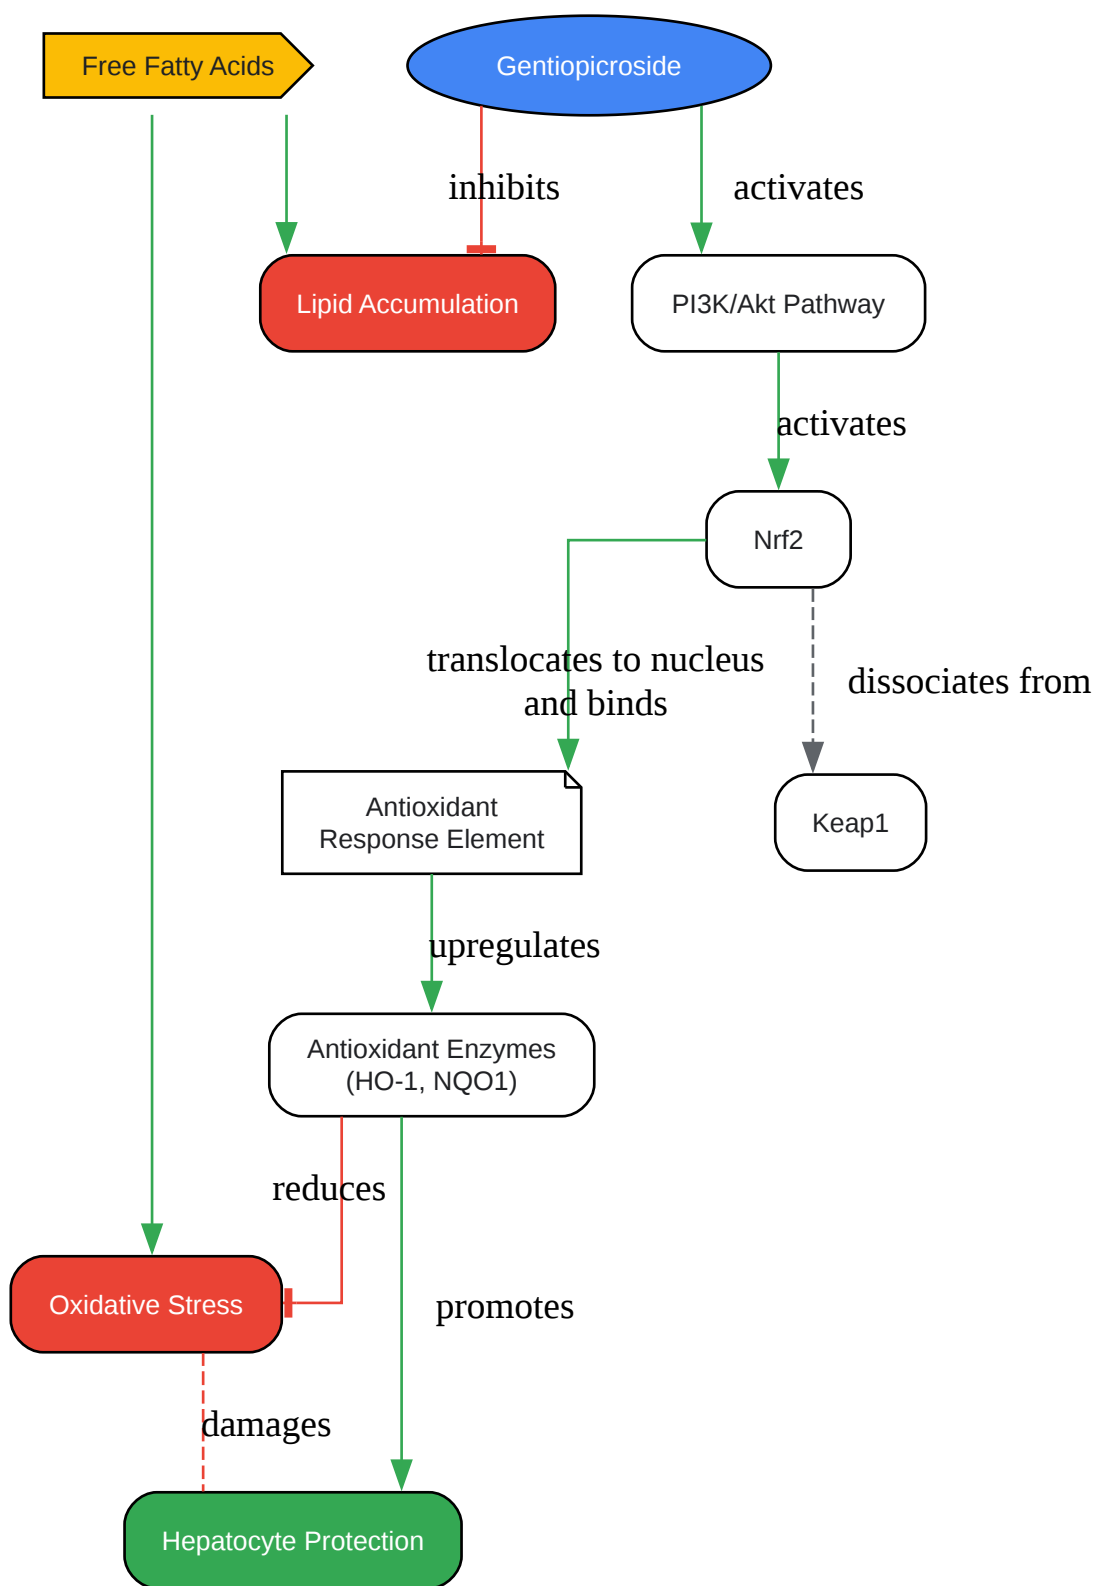 Free Fatty Acids
Gentiopicroside
inhibits
activates
Lipid Accumulation
PI3K/Akt Pathway
activates
Nrf2
translocates to nucleus
and binds
dissociates from
Antioxidant
Response Element
Keap1
upregulates
Antioxidant Enzymes
(HO-1, NQO1)
reduces
Oxidative Stress
promotes
damages
Hepatocyte Protection